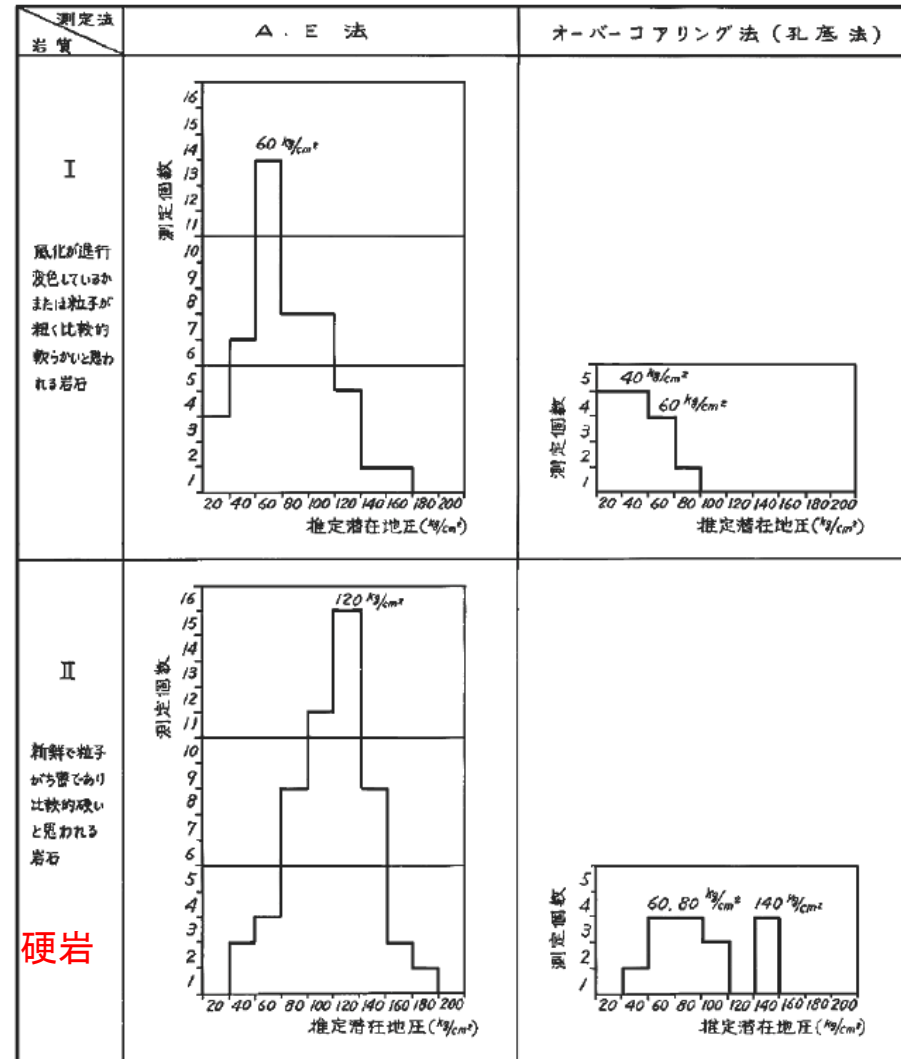 測定法
岩質
A.E 法
オーバーコアリング法(孔底法)
I
風化が進行
変色しているか
または粒子が
粗く比較的
軟らかいと思わ
れる岩石
測定個数
16
15
14
13
12
11
10
9
8
7
6
5
4
3
2
1
60 kg/cm²
20 40 60 80 100 120 140 160 180 200
推定潜在地圧(kg/cm²)
測定個数
5
4
3
2
1
40 kg/cm²
60 kg/cm²
20 40 60 80 100 120 140 160 180 200
推定潜在地圧(kg/cm²)
II
新鮮で粒子
がち密であり
比較的硬い
と思われる
岩石
硬岩
測定個数
16
15
14
13
12
11
10
9
8
7
6
5
4
3
2
1
120 kg/cm²
20 40 60 80 100 120 140 160 180 200
推定潜在地圧(kg/cm²)
測定個数
5
4
3
2
1
60.80 kg/cm²
140 kg/cm²
20 40 60 80 100 120 140 160 180 200
推定潜在地圧(kg/cm²)